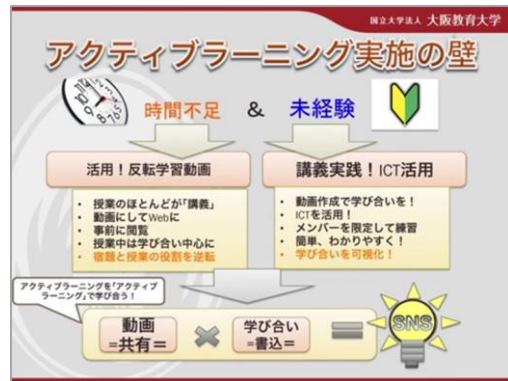 国立大学法人 大阪教育大学
アクティブラーニング実施の壁
時間不足 & 未経験
活用！反転学習動画
・ 授業のほとんどが「講義」
・ 動画にしてWebに
・ 事前に閲覧
・ 授業中は学び合い中心に
・ 宿題と授業の役割を逆転
講義実践！ICT活用
・ 動画作成で学び合いを！
・ ICTを活用！
・ メンバーを限定して練習
・ 簡単、わかりやすく！
・ 学び合いを可視化！
アクティブラーニングを「アクティブ
ラーニング」で学び合う！
動画
=共有=
学び合い
=書込=
SNS